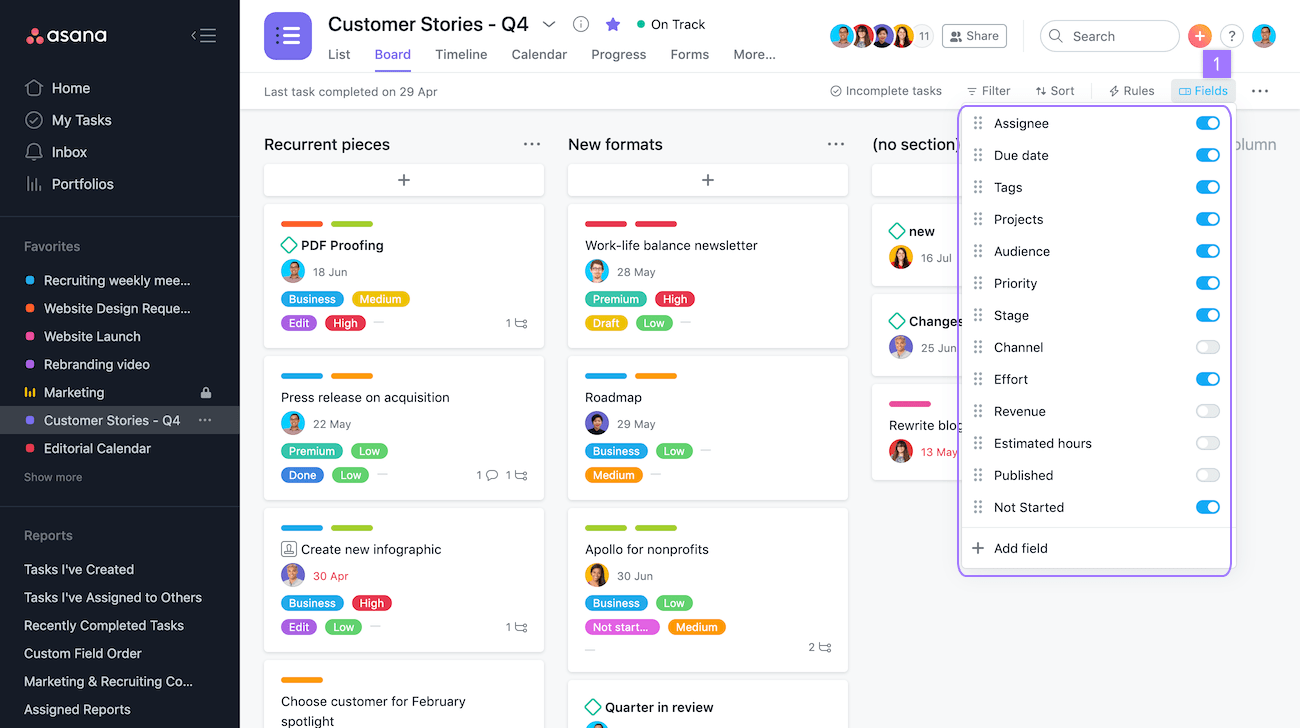 asana
Home
My Tasks
Inbox
Portfolios
Favorites
Recruiting weekly mee...
Website Design Reque...
Website Launch
Rebranding video
Marketing
Customer Stories - Q4
Editorial Calendar
Show more
Reports
Tasks I've Created
Tasks I've Assigned to Others
Recently Completed Tasks
Custom Field Order
Marketing & Recruiting Co...
Assigned Reports
Customer Stories - Q4
On Track
List Board Timeline Calendar Progress Forms More...
11
Share
Search
?
1
Last task completed on 29 Apr
Incomplete tasks
Filter
Sort
Rules
Fields
Recurrent pieces
PDF Proofing
18 Jun
Business Medium
Edit High
1
Press release on acquisition
22 May
Premium Low
Done Low
1 1
Create new infographic
30 Apr
Business High
Edit Low
1
Choose customer for February
spotlight
New formats
Work-life balance newsletter
28 May
Premium High
Draft Low
Roadmap
29 May
Business Low
Medium
Apollo for nonprofits
30 Jun
Business Low
Not start... Medium
2
Quarter in review
(no section)
new
16 Jul
Changes
25 Jun
Rewrite blog
13 May
olumn
Assignee
Due date
Tags
Projects
Audience
Priority
Stage
Channel
Effort
Revenue
Estimated hours
Published
Not Started
Add field